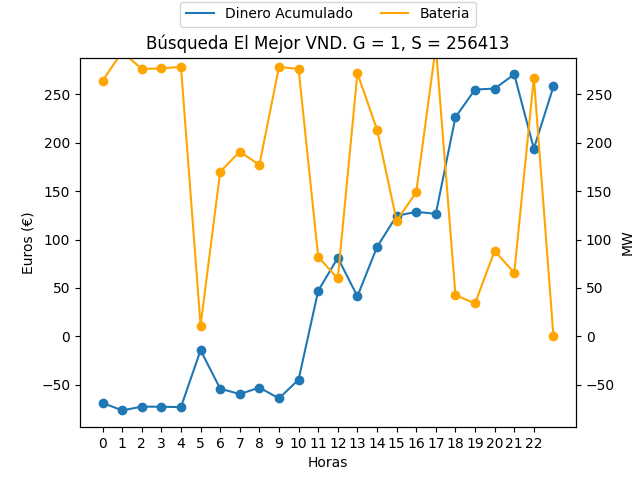 Dinero Acumulado Bateria
Búsqueda El Mejor VND. G = 1, S = 256413
250 250
200 200
150 150
100 100
50 50
0 0
−50 −50
Euros (€)
MW
0 1 2 3 4 5 6 7 8 9 10 11 12 13 14 15 16 17 18 19 20 21 22
Horas